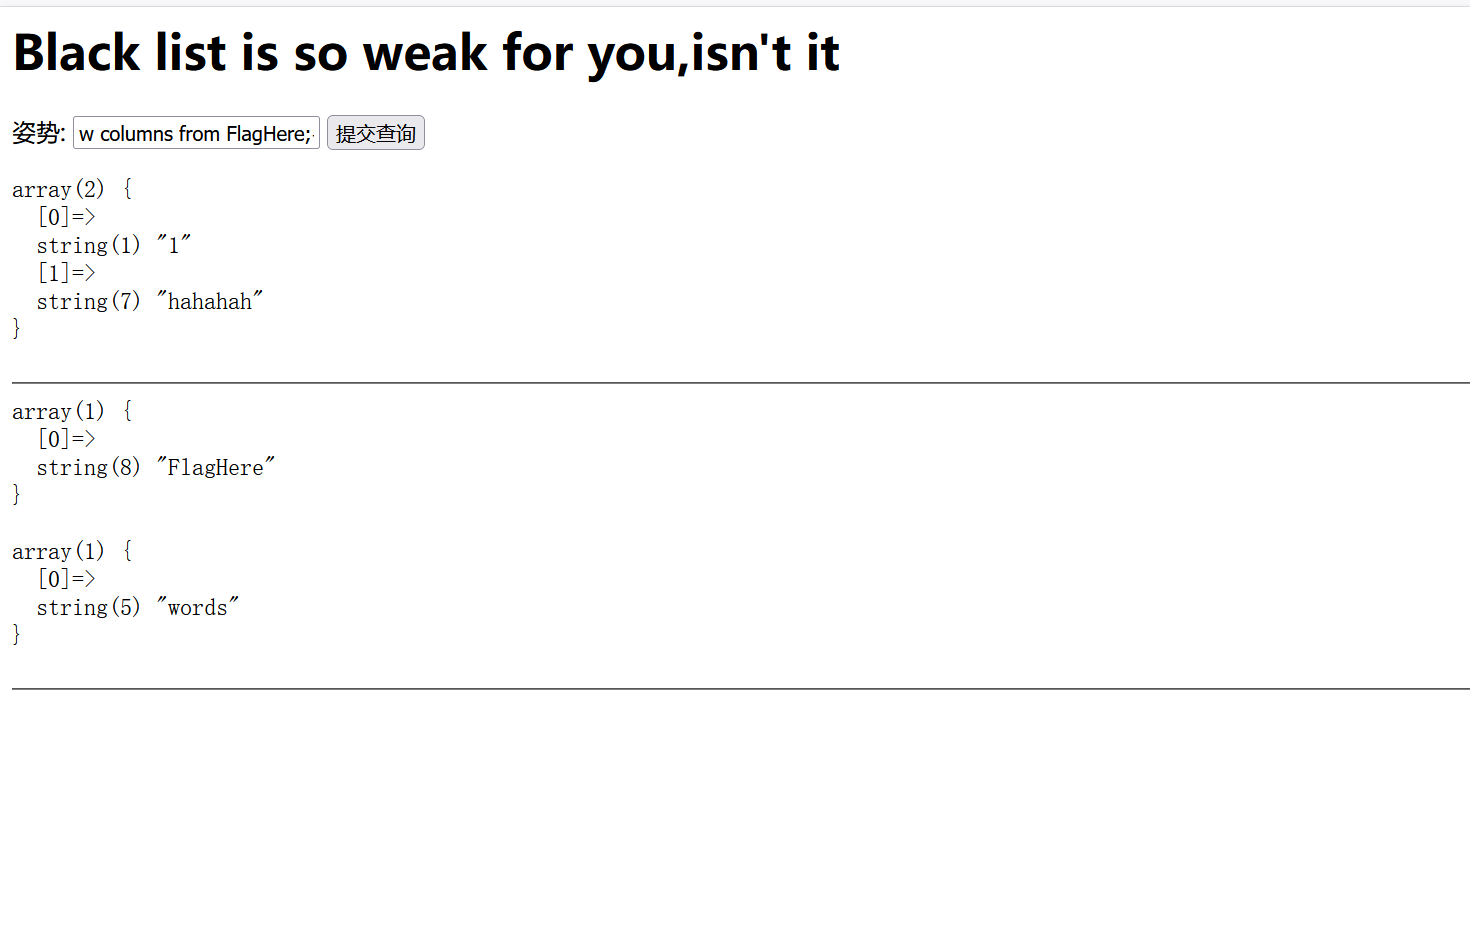 Black list is so weak for you,isn't it
姿势: w columns from FlagHere; 提交查询
array(2) {
  [0]=>
  string(1) "1"
  [1]=>
  string(7) "hahahah"
}
array(1) {
  [0]=>
  string(8) "FlagHere"
}
array(1) {
  [0]=>
  string(5) "words"
}